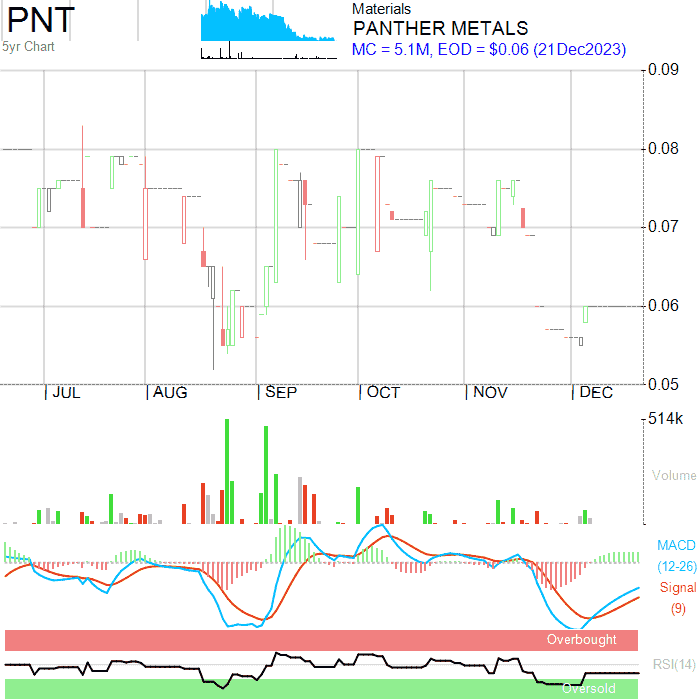 PNT
5yr Chart
Materials
PANTHER METALS
MC = 5.1M, EOD = $0.06 (21Dec2023)
0.09
0.08
0.07
0.06
0.05
JUL AUG SEP OCT NOV DEC
514k
Volume
MACD
(12-26)
Signal
(9)
Overbought
RSI(14)
Oversold